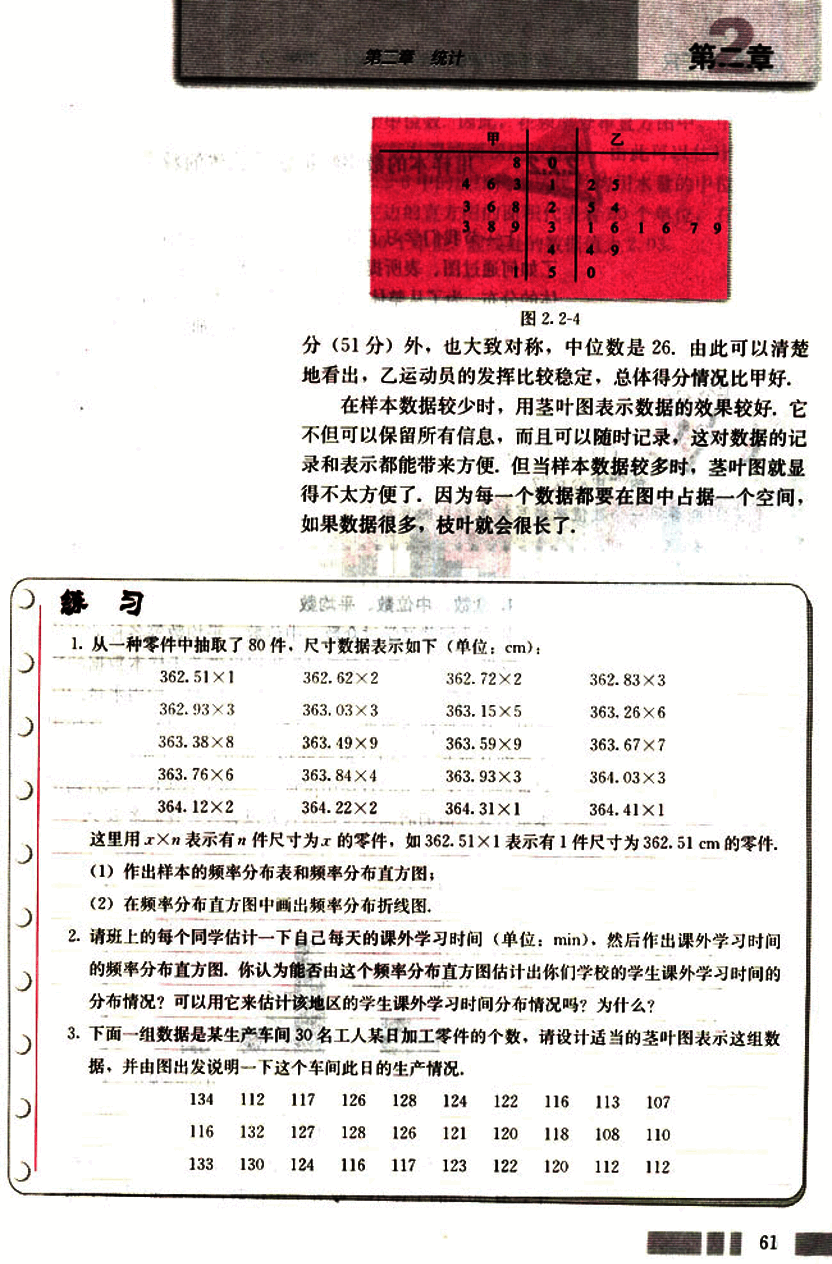 第二章 统计
第二章
甲 乙
8 0
4 6 3 1 2 5
3 6 8 2 5 4
3 8 9 3 1 6 1 6 7 9
4 4 9
1 5 0
图 2.2-4
分（51分）外，也大致对称，中位数是 26. 由此可以清楚
地看出，乙运动员的发挥比较稳定，总体得分情况比甲好.
在样本数据较少时，用茎叶图表示数据的效果较好. 它
不但可以保留所有信息，而且可以随时记录，这对数据的记
录和表示都能带来方便. 但当样本数据较多时，茎叶图就显
得不太方便了. 因为每一个数据都要在图中占据一个空间，
如果数据很多，枝叶就会很长了.
练 习
1. 从一种零件中抽取了 80 件，尺寸数据表示如下（单位：cm）：
362.51×1 362.62×2 362.72×2 362.83×3
362.93×3 363.03×3 363.15×5 363.26×6
363.38×8 363.49×9 363.59×9 363.67×7
363.76×6 363.84×4 363.93×3 364.03×3
364.12×2 364.22×2 364.31×1 364.41×1
这里用 x×n 表示有 n 件尺寸为 x 的零件，如 362.51×1 表示有 1 件尺寸为 362.51 cm 的零件.
（1）作出样本的频率分布表和频率分布直方图；
（2）在频率分布直方图中画出频率分布折线图.
2. 请班上的每个同学估计一下自己每天的课外学习时间（单位：min），然后作出课外学习时间
的频率分布直方图. 你认为能否由这个频率分布直方图估计出你们学校的学生课外学习时间的
分布情况？可以用它来估计该地区的学生课外学习时间分布情况吗？为什么？
3. 下面一组数据是某生产车间 30 名工人某日加工零件的个数，请设计适当的茎叶图表示这组数
据，并由图出发说明一下这个车间此日的生产情况.
134 112 117 126 128 124 122 116 113 107
116 132 127 128 126 121 120 118 108 110
133 130 124 116 117 123 122 120 112 112
61